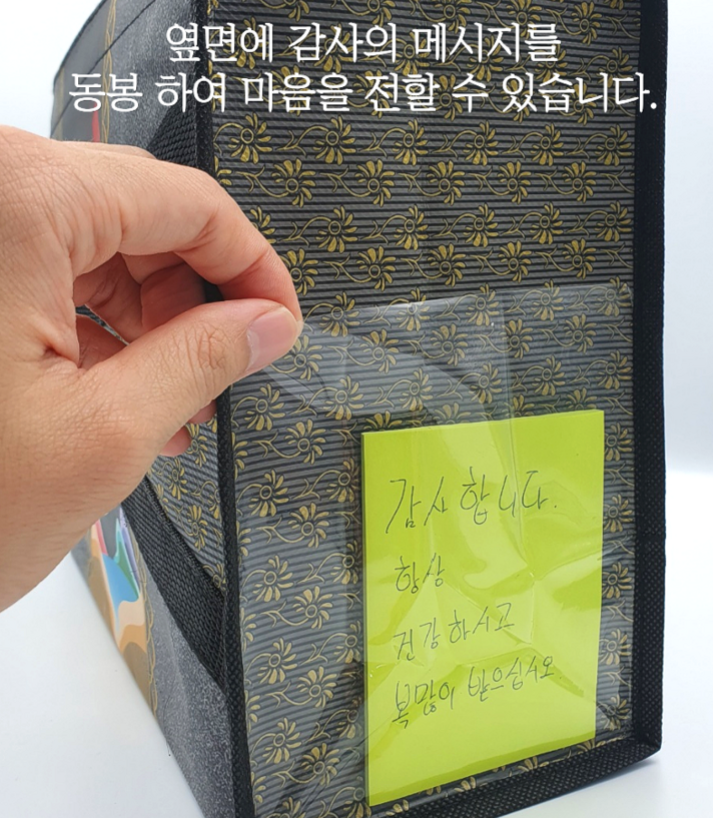 옆면에 감사의 메시지를
동봉 하여 마음을 전할 수 있습니다.
감사합니다.
항상
건강하시고
복많이 받으십시오.